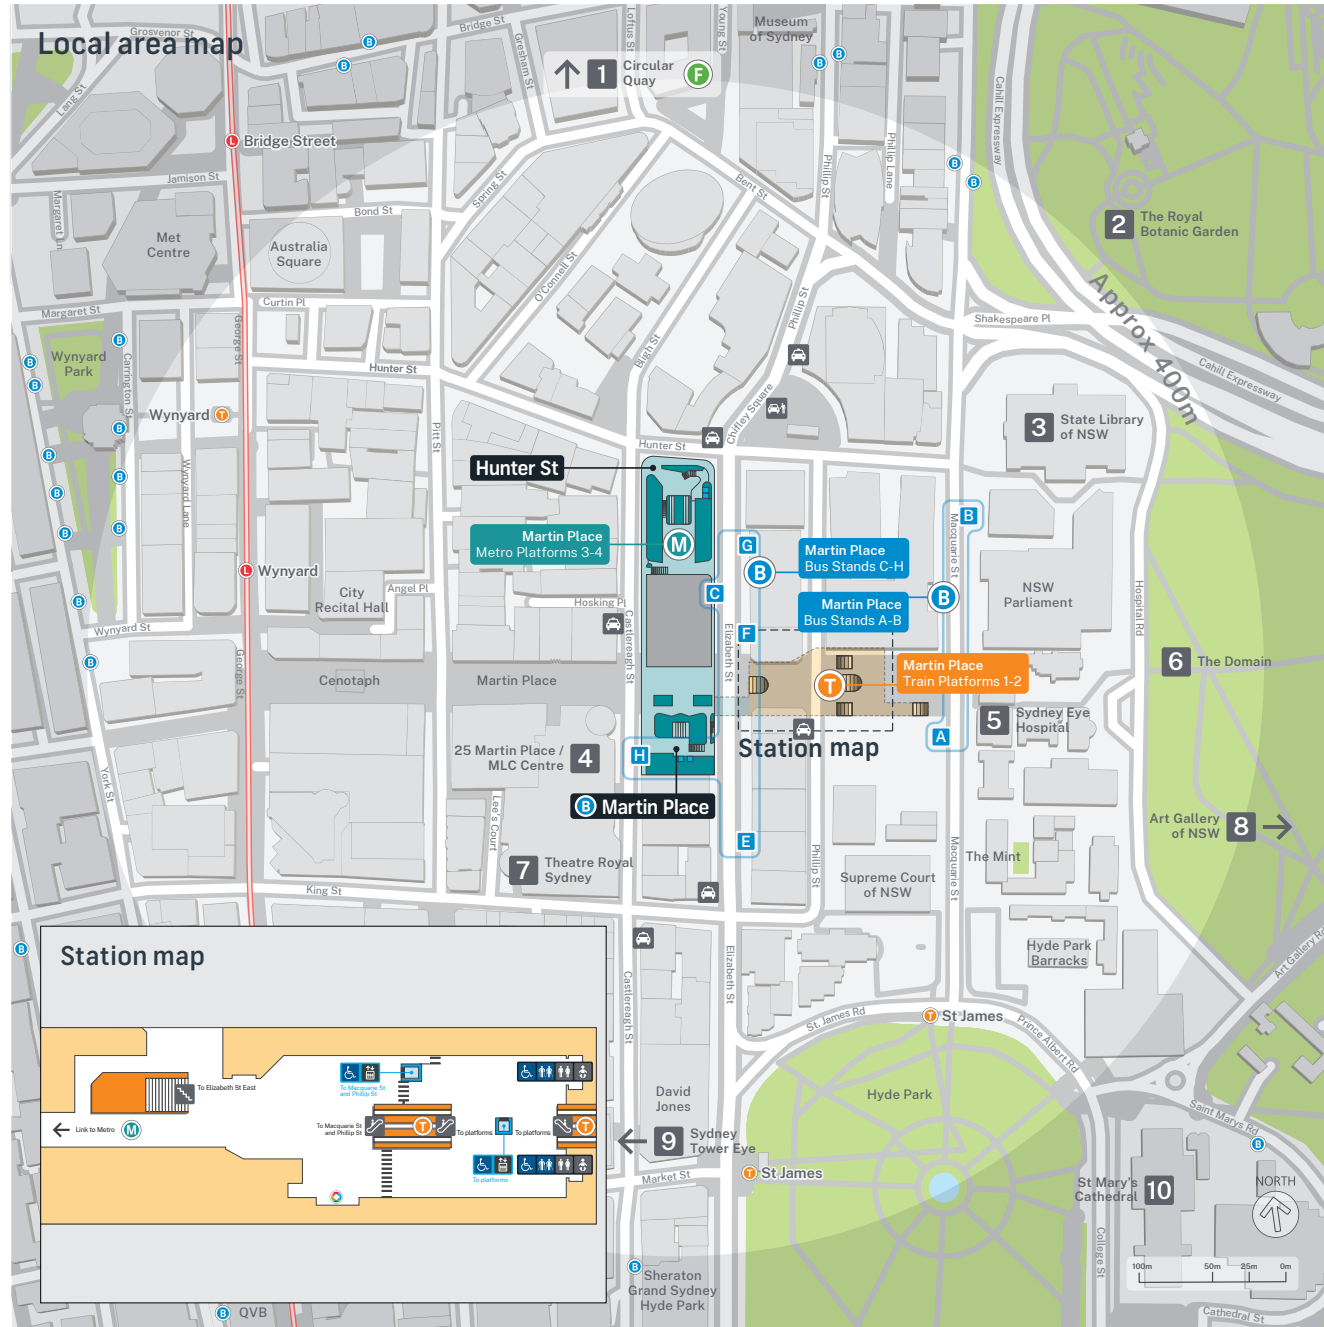 Local area map
Grosvenor St
Bridge St
Loftus St
Young St
Gresham St
Museum
of Sydney
B
B
B
B
1
Circular
Quay
F
Lang St
Cahill Expressway
L
Bridge Street
Phillip Lane
Phillip St
B
B
Jamison St
Margaret Ln
Spring St
Bent St
Bond St
Met
Centre
Australia
Square
2
The Royal
Botanic Garden
O'Connell St
Approx 400m
Curtin Pl
Margaret St
Phillip St
Shakespeare Pl
George St
Bligh St
B
B
B
Wynyard
Park
Carrington St
Hunter St
Cahill Expressway
Chifley Square
Wynyard
T
B
3
State Library
of NSW
Pitt St
Hunter St
B
B
B
B
B
Wynyard Lane
Hunter St
Martin Place
Metro Platforms 3-4
M
G
B
Martin Place
Bus Stands C-H
Macquarie St
B
L
Wynyard
City
Recital Hall
Angel Pl
Hosking Pl
C
Martin Place
Bus Stands A-B
B
NSW
Parliament
Hospital Rd
B
Wynyard St
Castlereagh St
Elizabeth St
F
B
George St
Cenotaph
Martin Place
T
Martin Place
Train Platforms 1-2
6
The Domain
5
Sydney Eye
Hospital
A
25 Martin Place /
MLC Centre
4
H
Station map
York St
Lee's Court
B
Martin Place
E
Art Gallery
of NSW
8
Phillip St
Macquarie St
The Mint
7
Theatre Royal
Sydney
Supreme Court
of NSW
King St
B
Hyde Park
Barracks
Art Gallery Rd
Castlereagh St
Elizabeth St
St. James Rd
T
St James
Prince Albert Rd
Hyde Park
David
Jones
Saint Marys Rd
B
9
Sydney
Tower Eye
Market St
T
St James
St Mary's
Cathedral
10
NORTH
College St
B
Sheraton
Grand Sydney
Hyde Park
100m
50m
25m
0m
Cathedral St
B
QVB
Station map
To Elizabeth St East
Link to Metro
M
To Macquarie St
and Phillip St
To Macquarie St
and Phillip St
T
To platforms
To platforms
T
To platforms